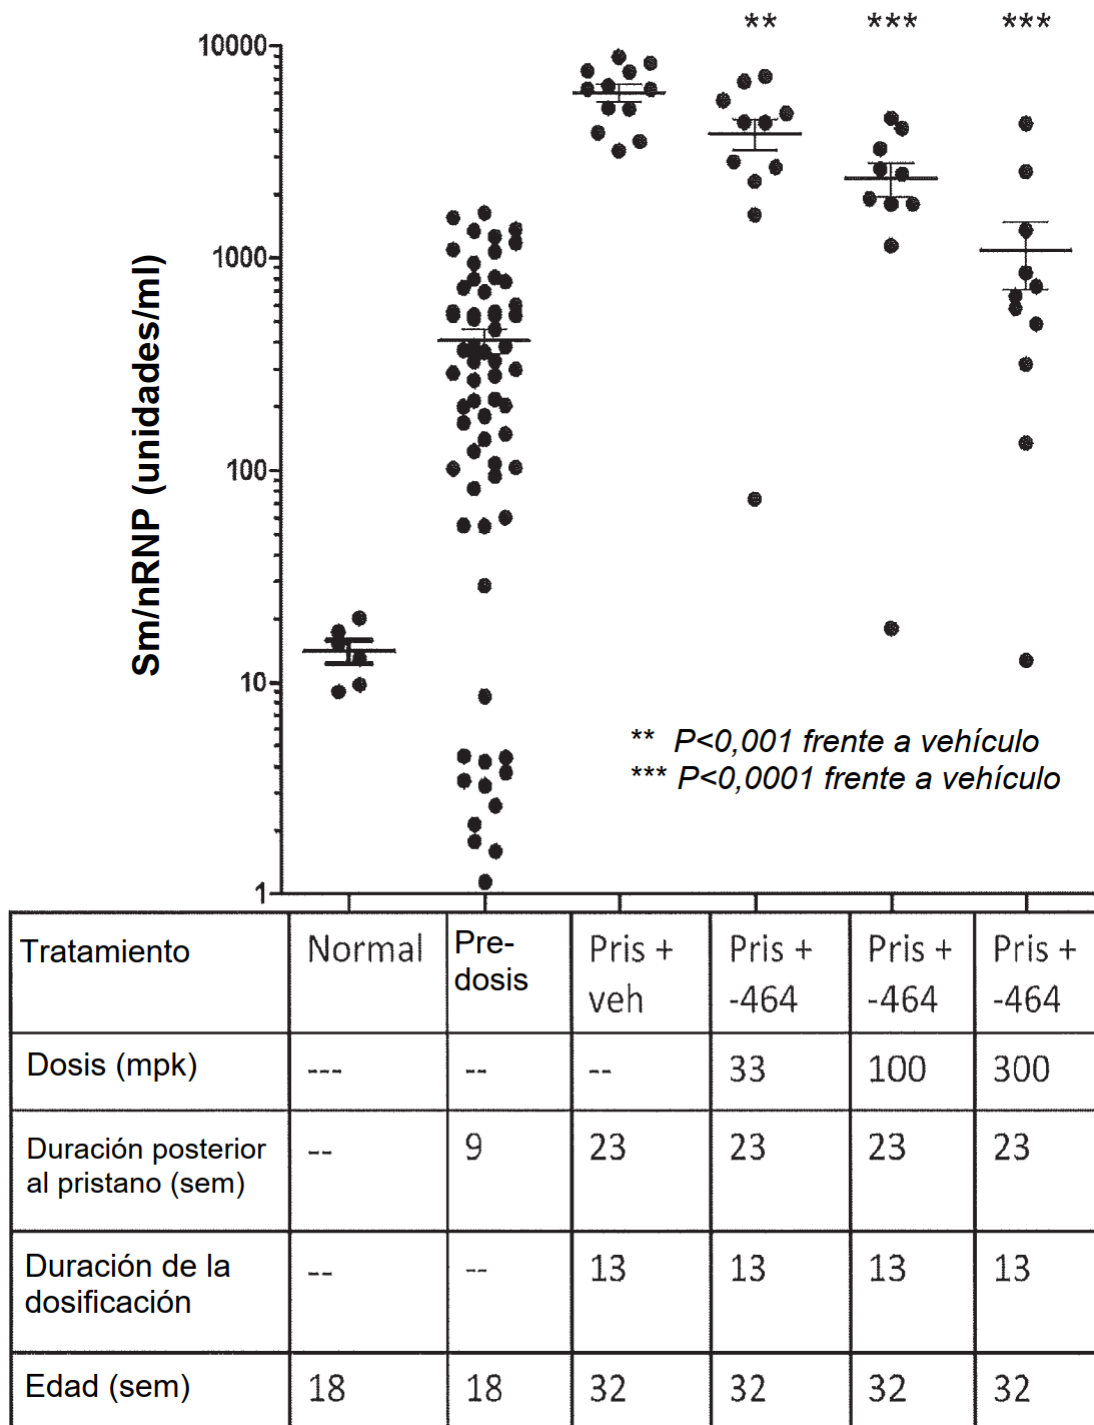 ** *** ***
10000
1000
100
10
1
Sm/nRNP (unidades/ml)
** P<0,001 frente a vehículo
*** P<0,0001 frente a vehículo
Tratamiento Normal Pre-dosis Pris + veh Pris + -464 Pris + -464 Pris + -464
Dosis (mpk) --- -- -- 33 100 300
Duración posterior al pristano (sem) -- 9 23 23 23 23
Duración de la dosificación -- -- 13 13 13 13
Edad (sem) 18 18 32 32 32 32